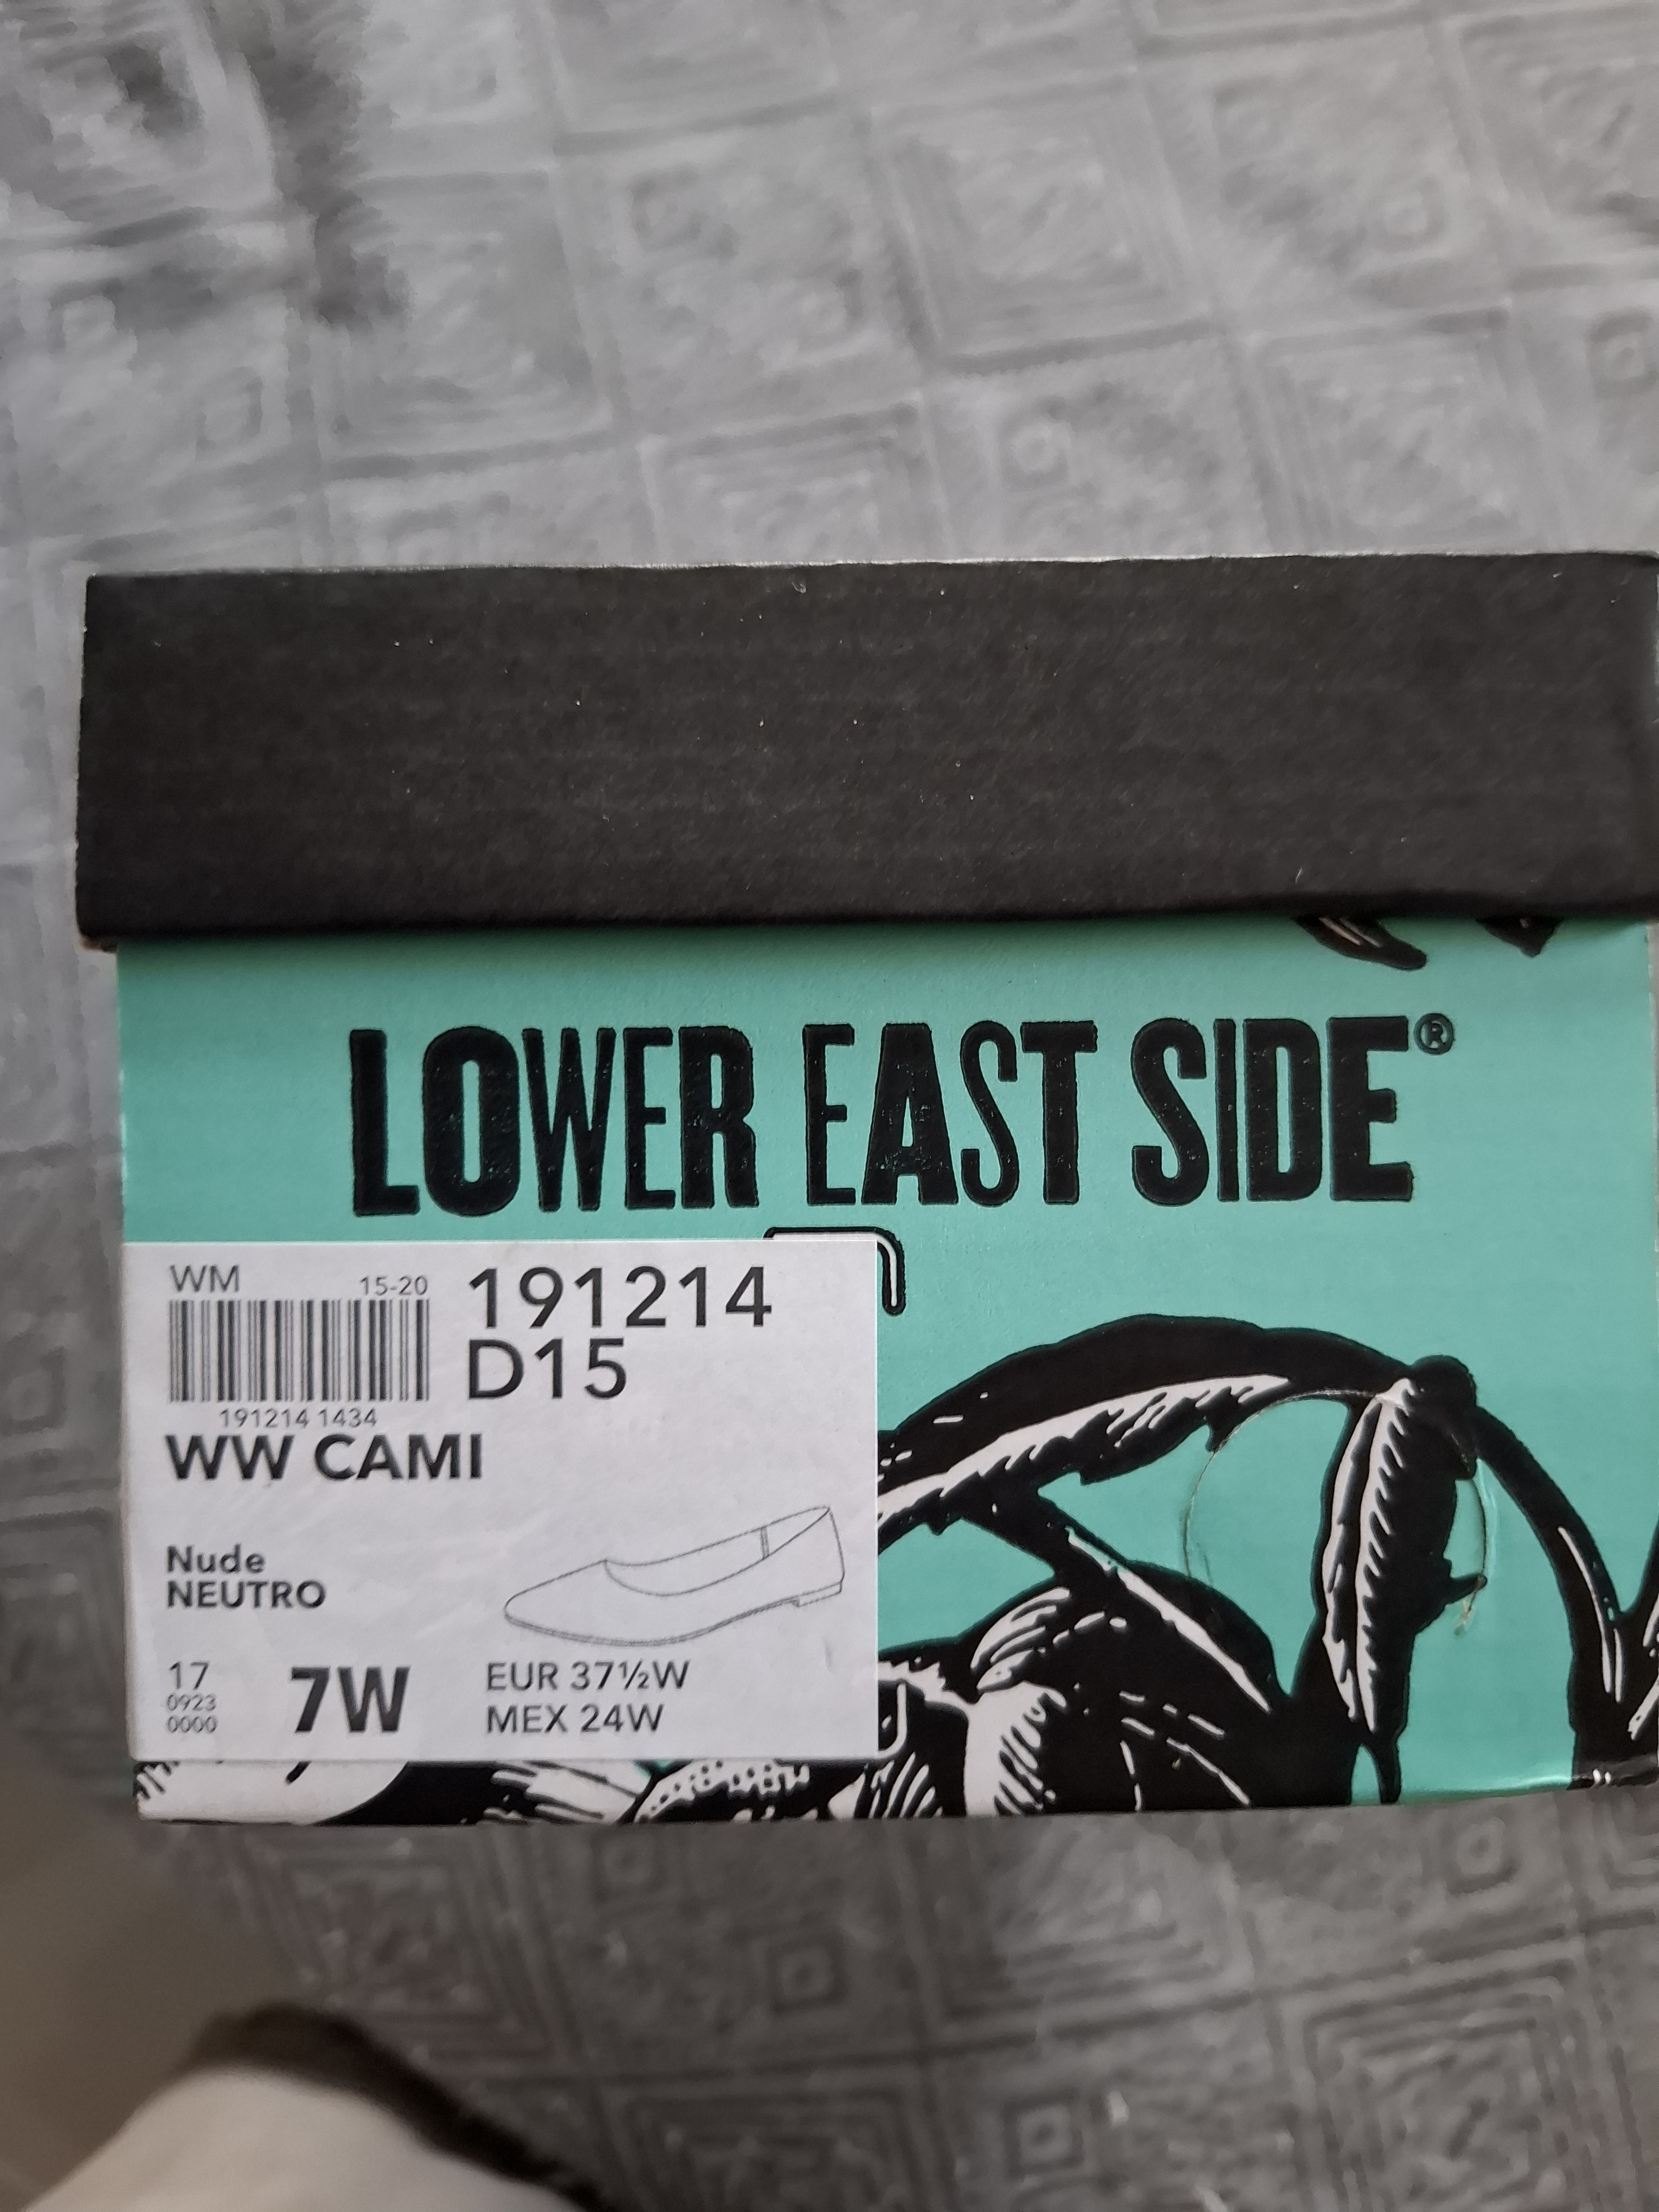 LOWER EAST SIDE®
WM 15-20
191214
D15
191214 1434
WW CAMI
Nude
NEUTRO
17
0923
0000
7W
EUR 37½W
MEX 24W